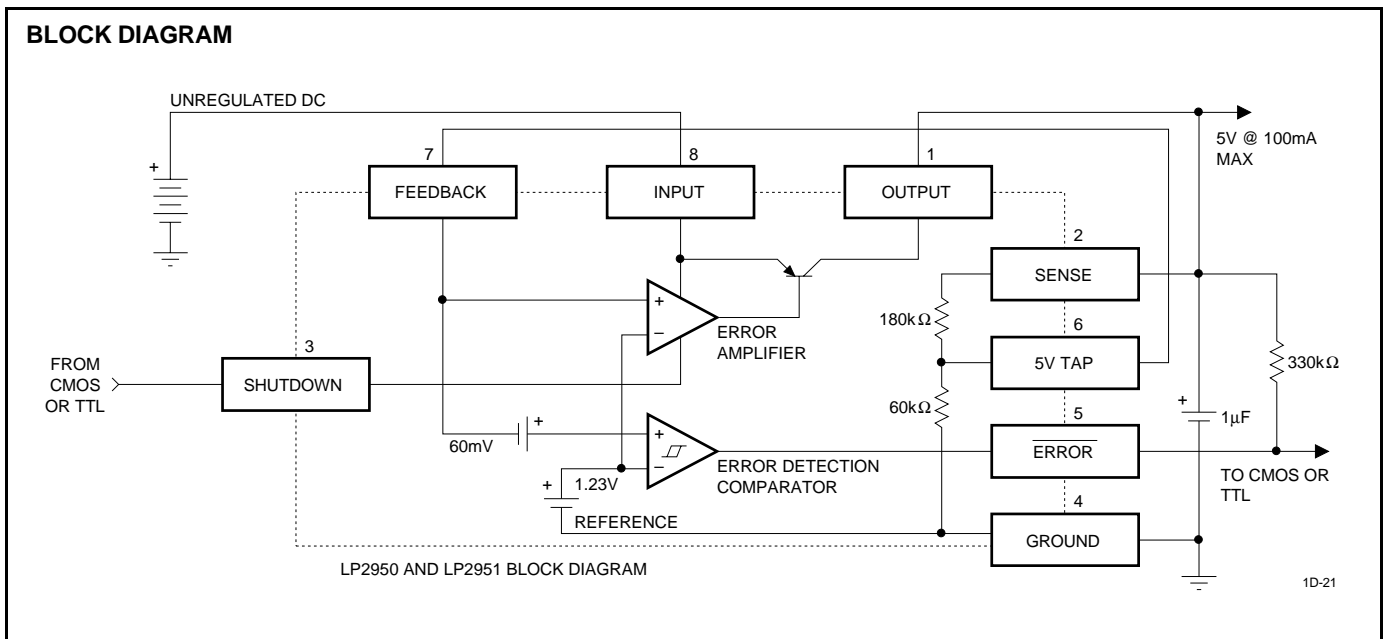 BLOCK DIAGRAM
UNREGULATED DC
+
7
8
1
5V @ 100mA
MAX
FEEDBACK
INPUT
OUTPUT
2
SENSE
+
−
180kΩ
6
ERROR
AMPLIFIER
5V TAP
330kΩ
3
FROM
CMOS
OR TTL
SHUTDOWN
60kΩ
+
1µF
5
60mV
+
+
−
ERROR
ERROR DETECTION
COMPARATOR
TO CMOS OR
TTL
+
1.23V
REFERENCE
4
GROUND
LP2950 AND LP2951 BLOCK DIAGRAM
1D-21